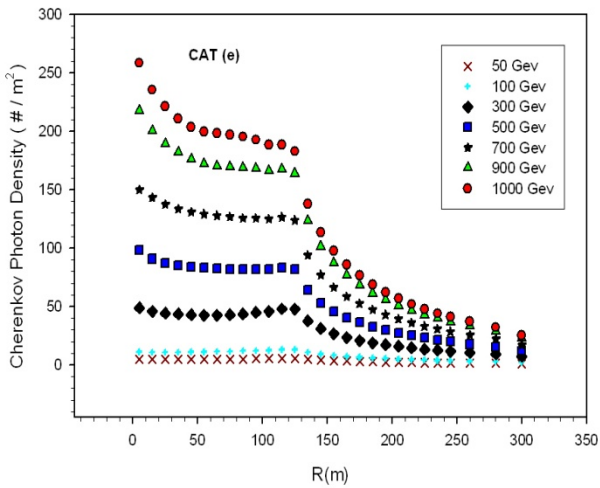 300
CAT (e)
50 Gev
100 Gev
300 Gev
500 Gev
700 Gev
900 Gev
1000 Gev
250
200
150
100
50
0
Cherenkov Photon Density ( # / m²)
0 50 100 150 200 250 300 350
R(m)